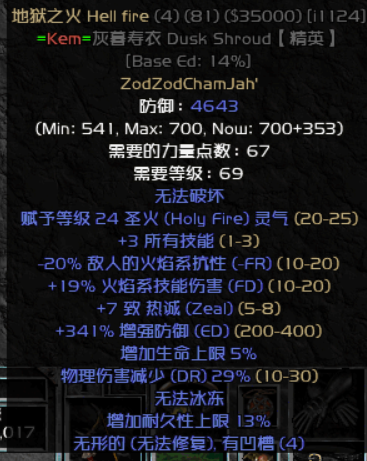 地狱之火 Hell fire (4) (81) ($35000) [i1124]
=Kem=灰暮寿衣 Dusk Shroud【精英】
[Base Ed: 14%]
ZodZodChamJah'
防御: 4643
(Min: 541, Max: 700, Now: 700+353)
需要的力量点数: 67
需要等级: 69
无法破坏
赋予等级 24 圣火 (Holy Fire) 灵气 (20-25)
+3 所有技能 (1-3)
-20% 敌人的火焰系抗性 (-FR) (10-20)
+19% 火焰系技能伤害 (FD) (10-20)
+7 致 热诚 (Zeal) (5-8)
+341% 增强防御 (ED) (200-400)
增加生命上限 5%
物理伤害减少 (DR) 29% (10-30)
无法冰冻
增加耐久性上限 13%
,017
无形的 (无法修复), 有凹槽 (4)